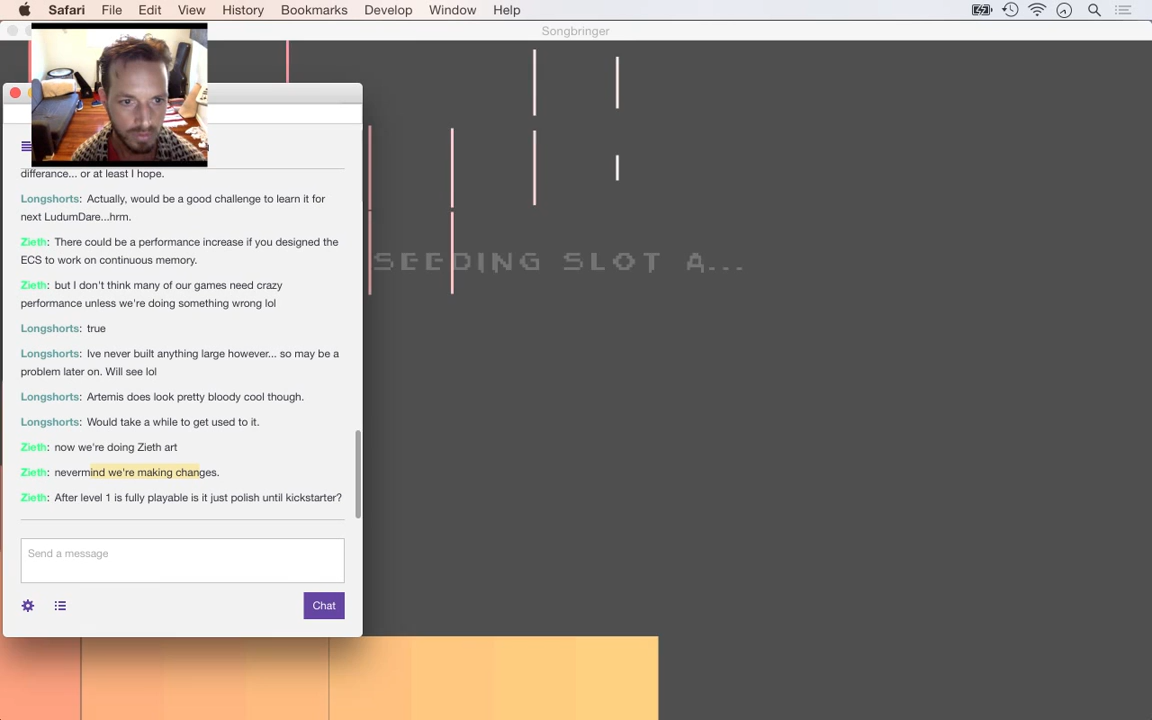 Safari File Edit View History Bookmarks Develop Window Help
Songbringer
differance... or at least I hope.
Longshorts: Actually, would be a good challenge to learn it for
next LudumDare...hrm.
Zieth: There could be a performance increase if you designed the
ECS to work on continuous memory.
Zieth: but I don't think many of our games need crazy
performance unless we're doing something wrong lol
Longshorts: true
Longshorts: Ive never built anything large however... so may be a
problem later on. Will see lol
Longshorts: Artemis does look pretty bloody cool though.
Longshorts: Would take a while to get used to it.
Zieth: now we're doing Zieth art
Zieth: nevermind we're making changes.
Zieth: After level 1 is fully playable is it just polish until kickstarter?
Send a message
Chat
SEEDING SLOT A...